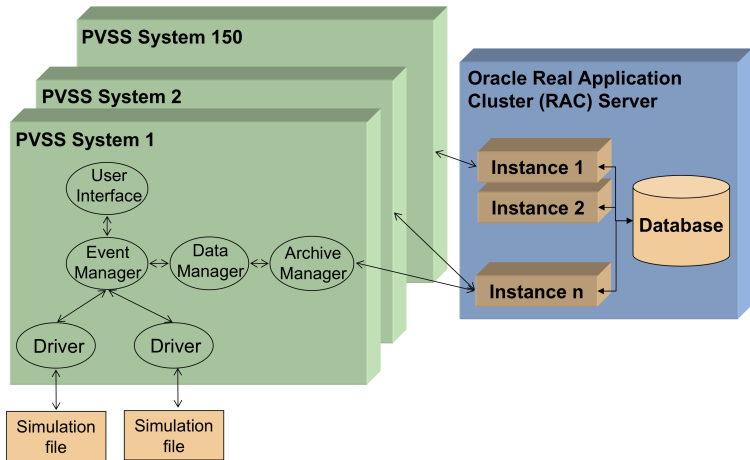 PVSS System 150
PVSS System 2
PVSS System 1
User
Interface
Event
Manager
Data
Manager
Archive
Manager
Driver
Driver
Simulation
file
Simulation
file
Oracle Real Application
Cluster (RAC) Server
Instance 1
Instance 2
Instance n
Database